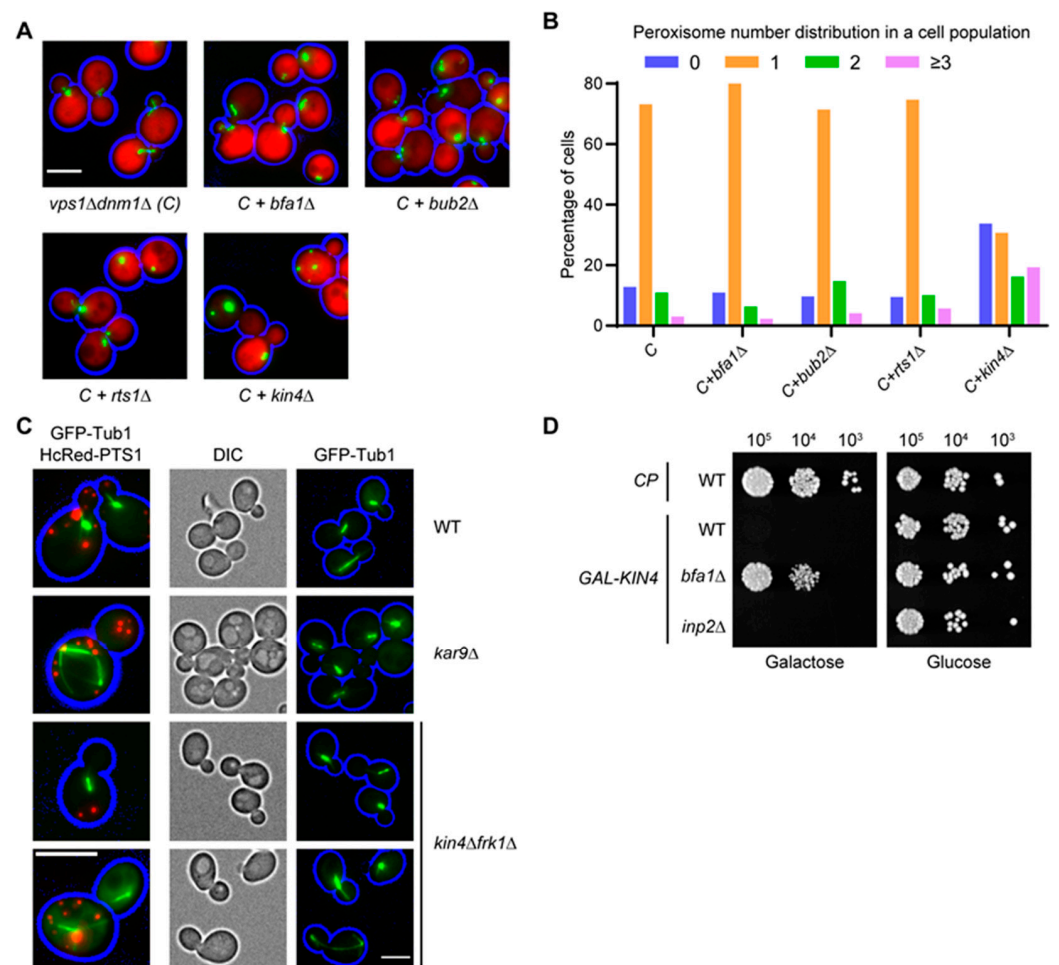 A
vps1Δdnm1Δ (C)
C + bfa1Δ
C + bub2Δ
C + rts1Δ
C + kin4Δ
B
Peroxisome number distribution in a cell population
0 1 2 ≥3
Percentage of cells
80
60
40
20
0
C
C+bfa1Δ
C+bub2Δ
C+rts1Δ
C+kin4Δ
C
GFP-Tub1
HcRed-PTS1
DIC
GFP-Tub1
WT
kar9Δ
kin4Δfrk1Δ
D
10⁵ 10⁴ 10³ 10⁵ 10⁴ 10³
CP WT
WT
GAL-KIN4 bfa1Δ
inp2Δ
Galactose Glucose